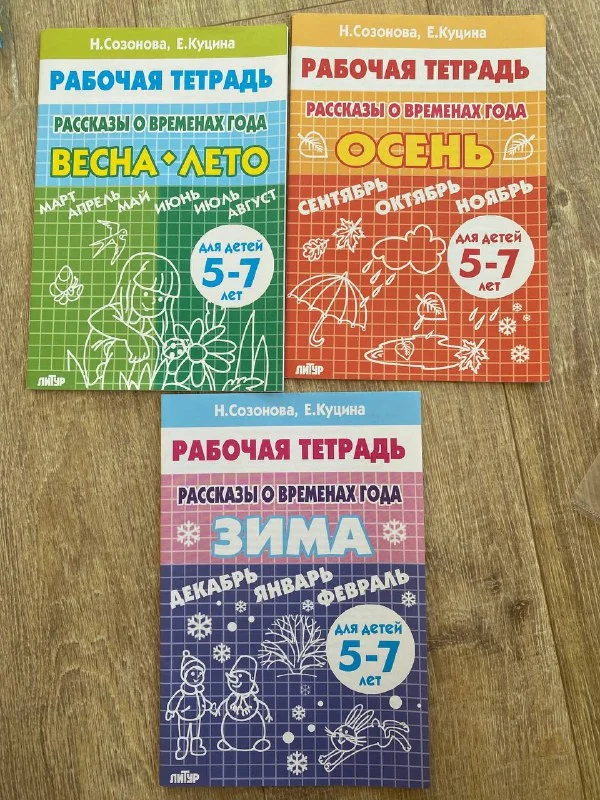 Н.Созонова, Е.Куцина
РАБОЧАЯ ТЕТРАДЬ
РАССКАЗЫ О ВРЕМЕНАХ ГОДА
ВЕСНА•ЛЕТО
МАРТ АПРЕЛЬ МАЙ ИЮНЬ ИЮЛЬ АВГУСТ
для детей
5-7
лет
ЛИТУР
Н.Созонова, Е.Куцина
РАБОЧАЯ ТЕТРАДЬ
РАССКАЗЫ О ВРЕМЕНАХ ГОДА
ОСЕНЬ
СЕНТЯБРЬ ОКТЯБРЬ НОЯБРЬ
для детей
5-7
лет
ЛИТУР
Н.Созонова, Е.Куцина
РАБОЧАЯ ТЕТРАДЬ
РАССКАЗЫ О ВРЕМЕНАХ ГОДА
ЗИМА
ДЕКАБРЬ ЯНВАРЬ ФЕВРАЛЬ
для детей
5-7
лет
ЛИТУР